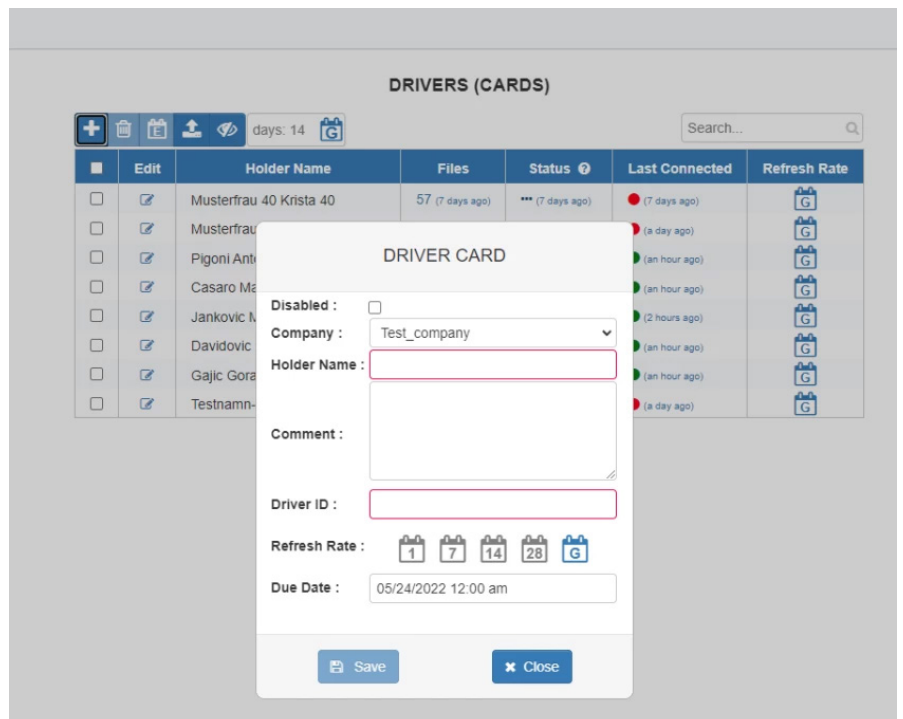 DRIVERS (CARDS)
E days: 14 G Search...
Edit Holder Name Files Status Last Connected Refresh Rate
Musterfrau 40 Krista 40 57 (7 days ago) ••• (7 days ago) (7 days ago) G
Musterfrau (a day ago) G
Pigoni Ant (an hour ago) G
Casaro Ma (an hour ago) G
Jankovic M (2 hours ago) G
Davidovic (an hour ago) G
Gajic Gora (an hour ago) G
Testnamn- (a day ago) G
DRIVER CARD
Disabled :
Company : Test_company
Holder Name :
Comment :
Driver ID :
Refresh Rate : 1 7 14 28 G
Due Date : 05/24/2022 12:00 am
Save Close